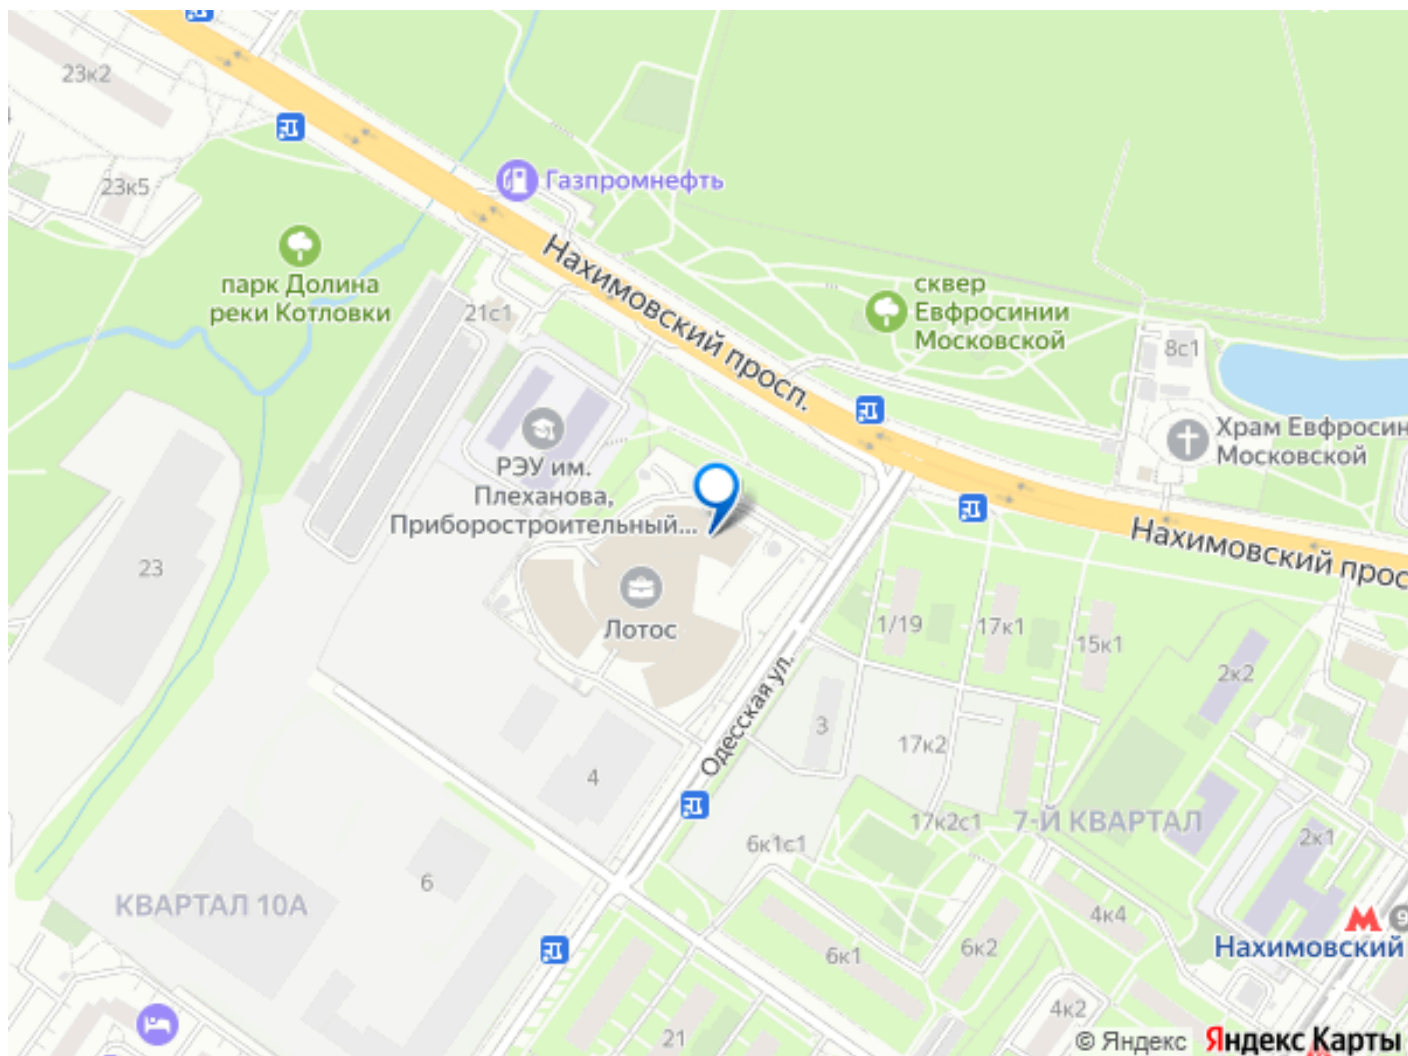 23к2
23к5
Газпромнефть
парк Долина
реки Котловки
21с1
Нахимовский просп.
сквер
Евфросинии
Московской
8с1
Храм Евфросин
Московской
РЭУ им.
Плеханова,
Приборостроительный...
Нахимовский прос
23
Лотос
1/19
17к1
15к1
2к2
Одесская ул.
3
17к2
4
6к1с1
17к2с1
7-Й КВАРТАЛ
2к1
6
КВАРТАЛ 10А
4к4
М
9
Нахимовский
6к1
6к2
4к2
21
© Яндекс Яндекс Карты